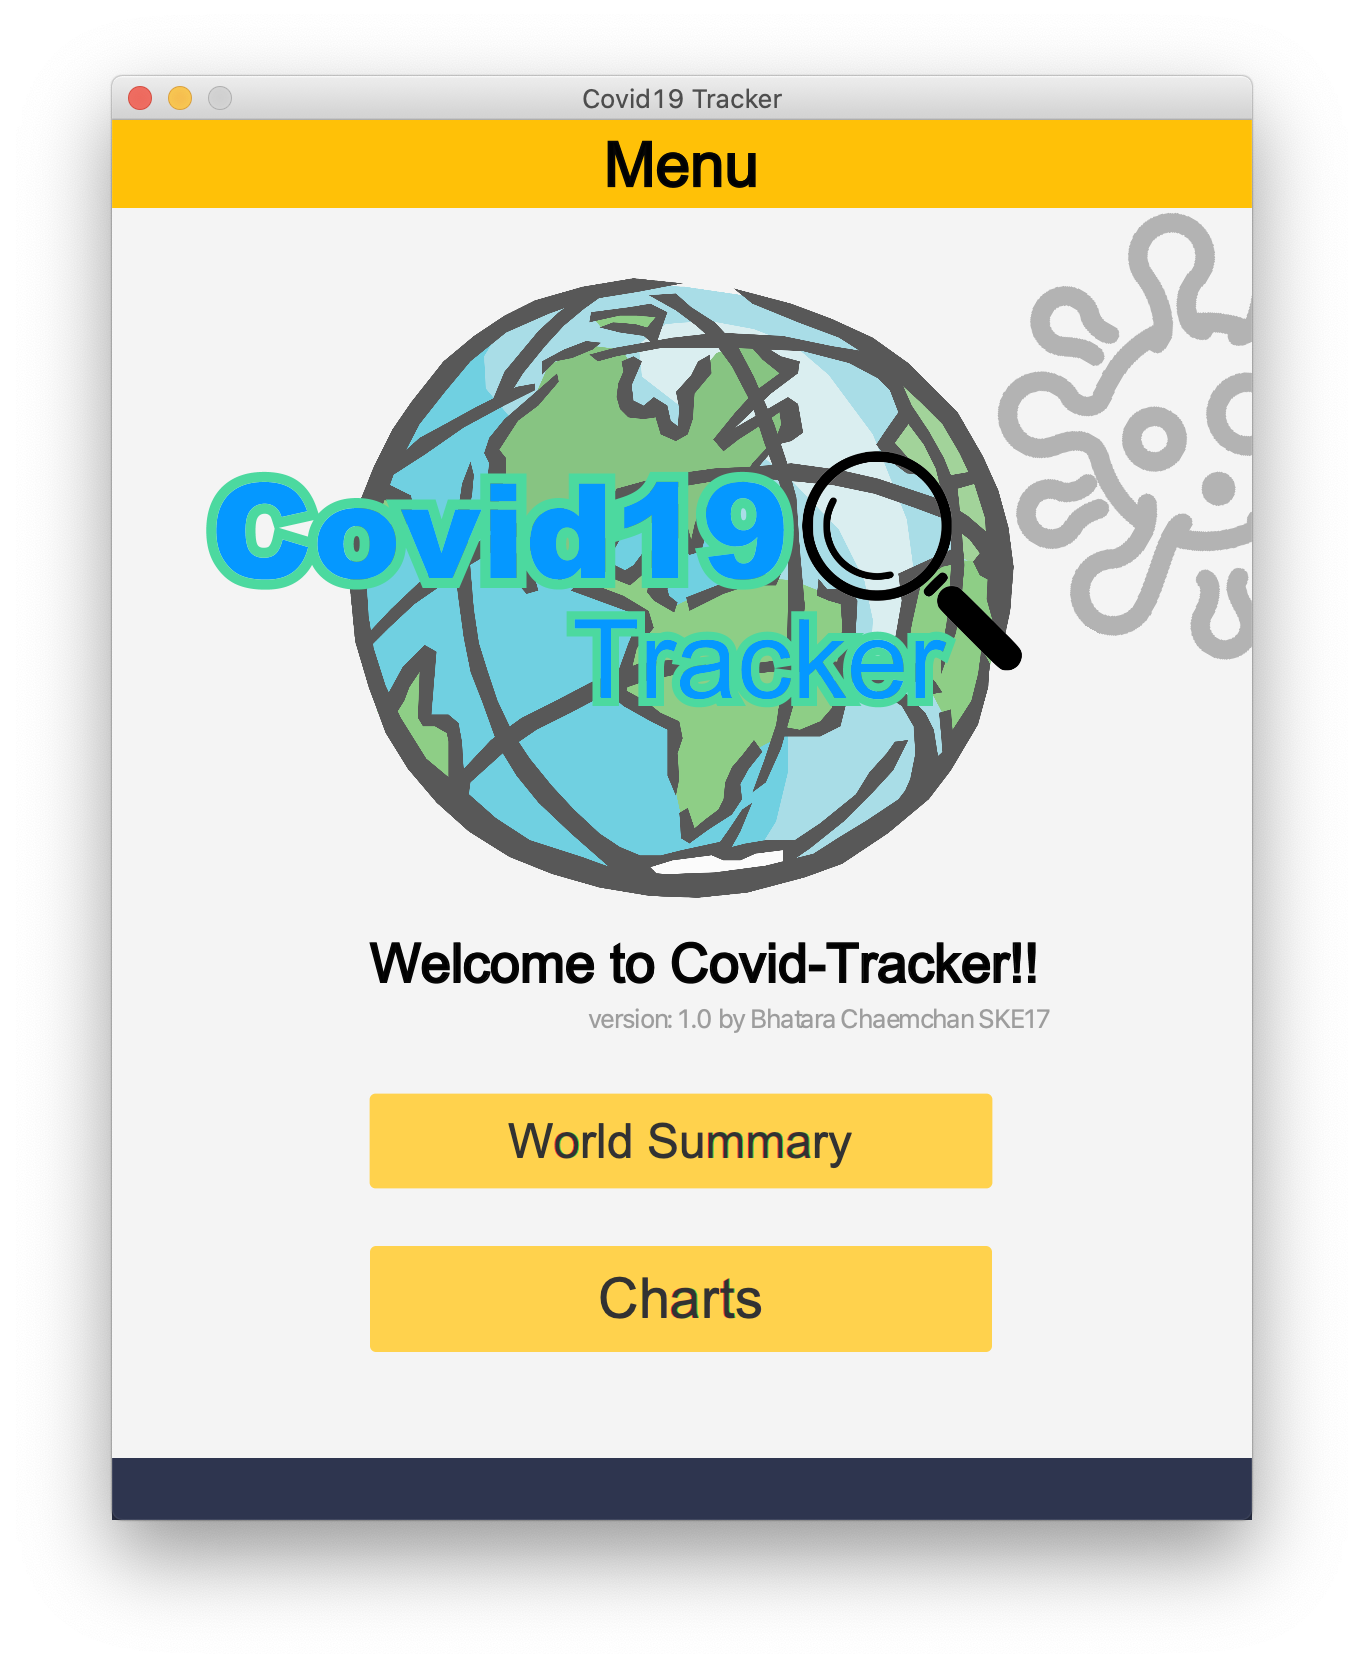 Covid19 Tracker
Menu
Covid19
Tracker
Welcome to Covid-Tracker!!
version: 1.0 by Bhatara Chaemchan SKE17
World Summary
Charts